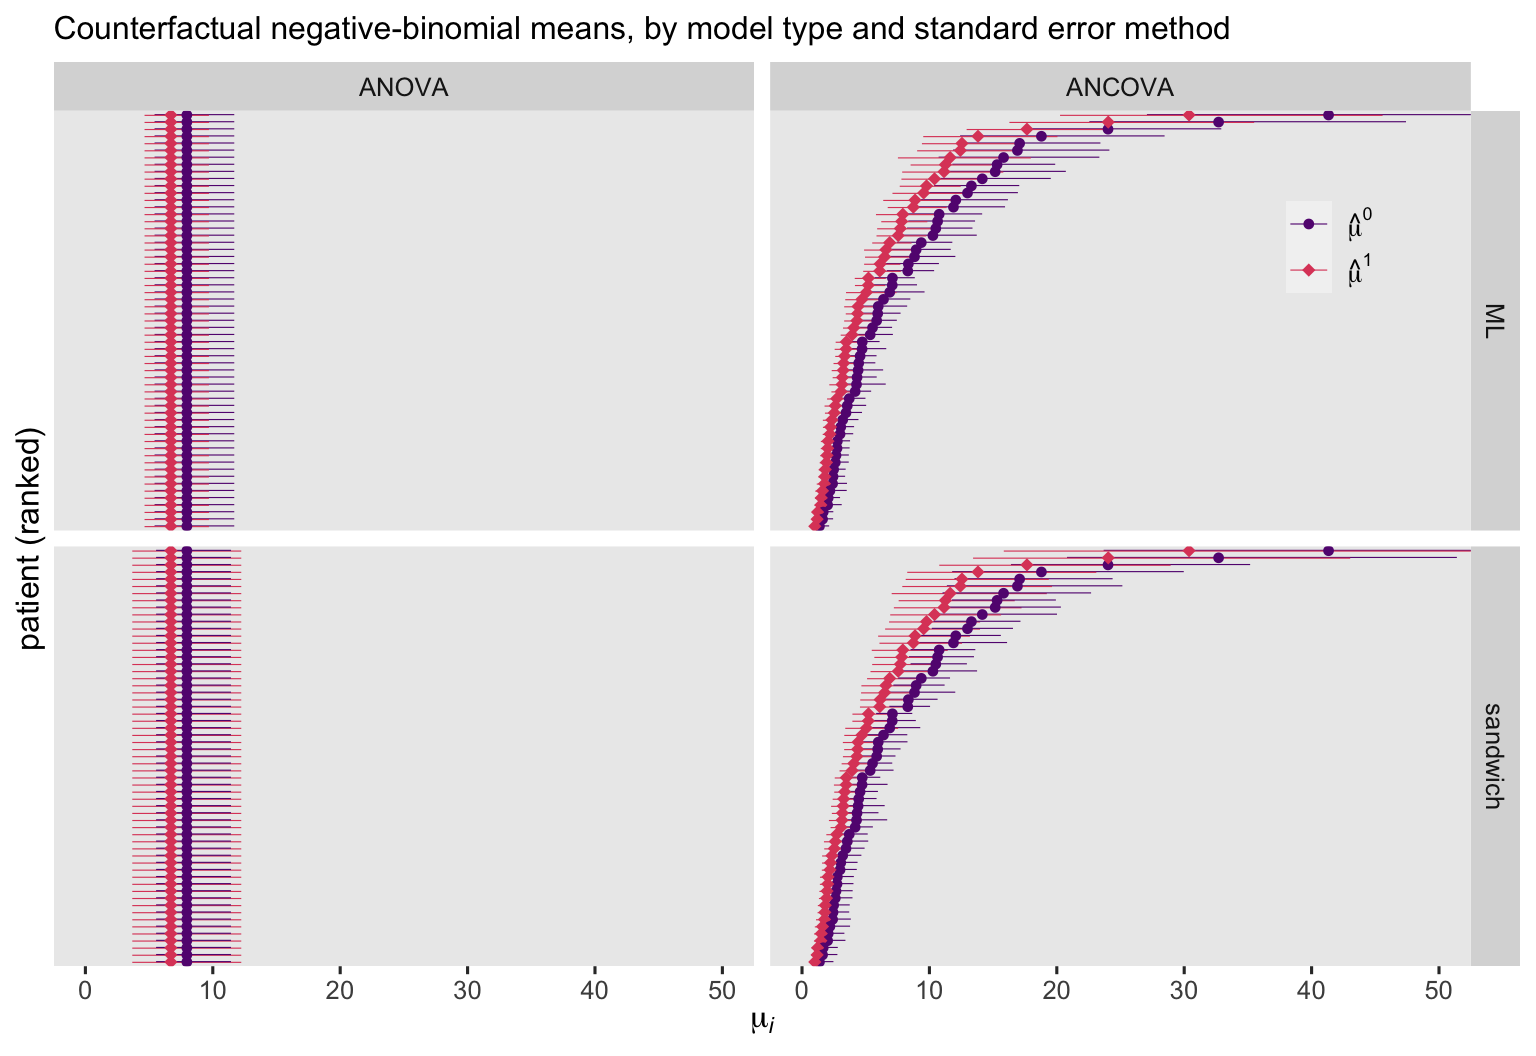 Counterfactual negative-binomial means, by model type and standard error method
ANOVA
ANCOVA
μ̂⁰
μ̂¹
ML
sandwich
patient (ranked)
0 10 20 30 40 50
0 10 20 30 40 50
μᵢ